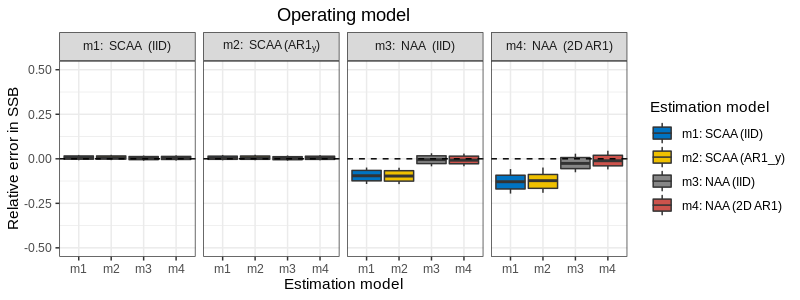 Operating model
m1: SCAA (IID)
m2: SCAA (AR1y)
m3: NAA (IID)
m4: NAA (2D AR1)
Relative error in SSB
0.50
0.25
0.00
-0.25
-0.50
m1 m2 m3 m4
m1 m2 m3 m4
m1 m2 m3 m4
m1 m2 m3 m4
Estimation model
Estimation model
m1: SCAA (IID)
m2: SCAA (AR1_y)
m3: NAA (IID)
m4: NAA (2D AR1)